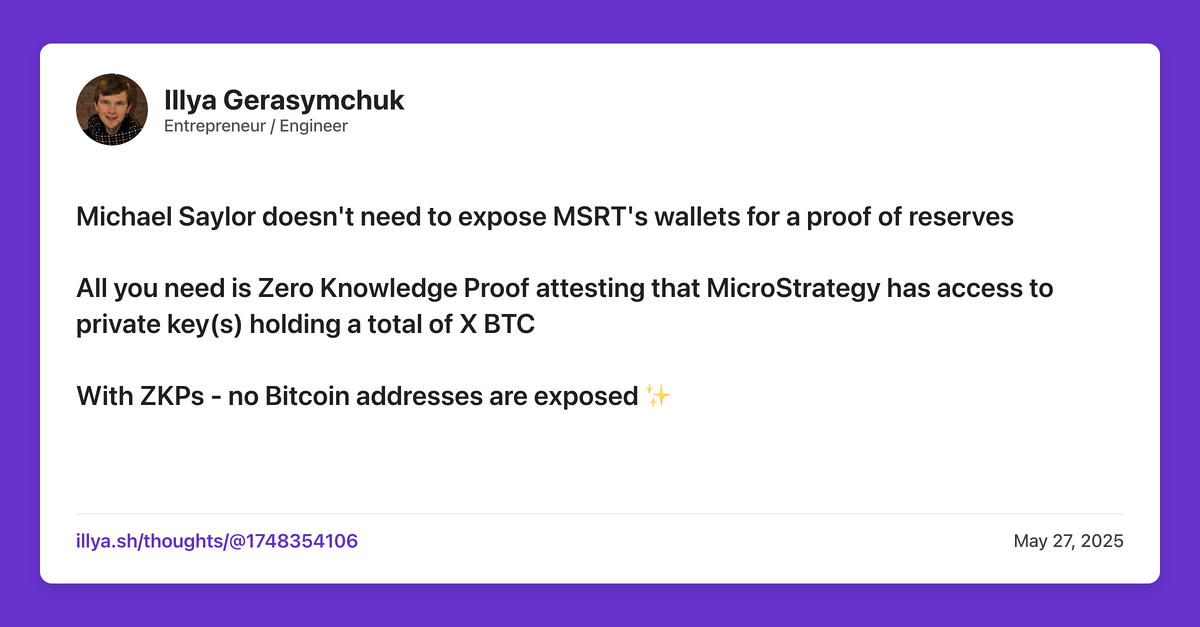 Illya Gerasymchuk
Entrepreneur / Engineer
Michael Saylor doesn't need to expose MSRT's wallets for a proof of reserves
All you need is Zero Knowledge Proof attesting that MicroStrategy has access to
private key(s) holding a total of X BTC
With ZKPs - no Bitcoin addresses are exposed ✨
illya.sh/thoughts/@1748354106
May 27, 2025